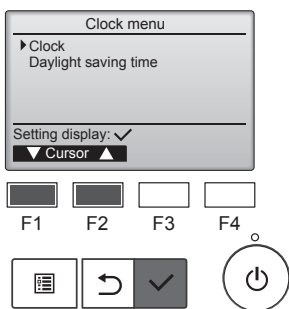 Clock menu
Clock
Daylight saving time
Setting display:
Cursor
F1 F2 F3 F4